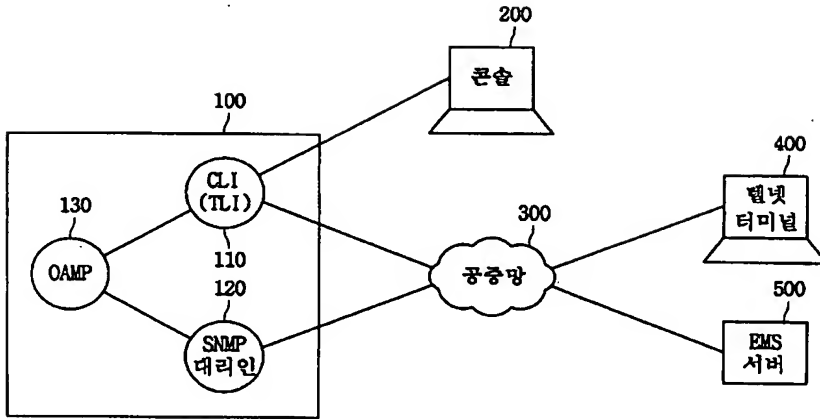 200
콘솔
100
CLI
(TLI)
110
130
OAMP
120
SNMP
대리인
300
공중망
400
텔넷
터미널
500
EMS
서버